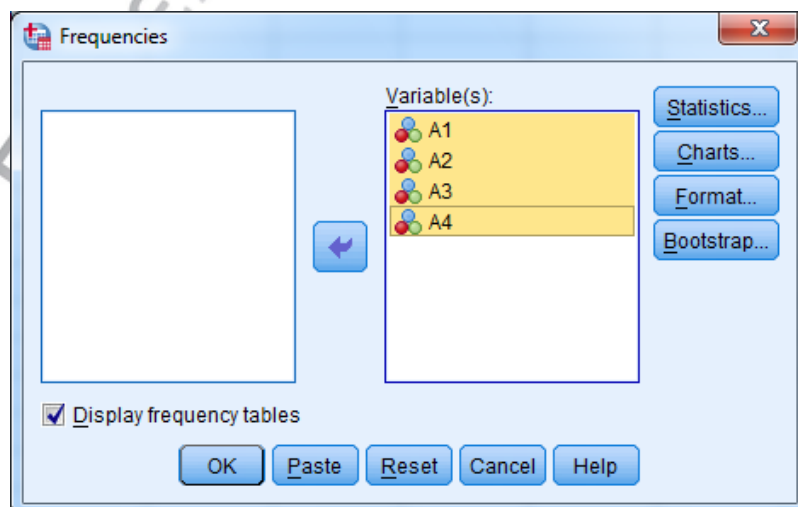 Frequencies
Variable(s):
A1
A2
A3
A4
Statistics...
Charts...
Format...
Bootstrap...
Display frequency tables
OK
Paste
Reset
Cancel
Help